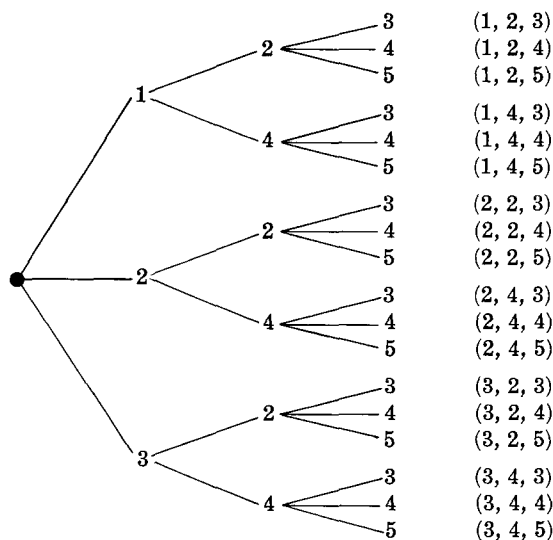 3 (1, 2, 3)
2 4 (1, 2, 4)
5 (1, 2, 5)
1
3 (1, 4, 3)
4 4 (1, 4, 4)
5 (1, 4, 5)
3 (2, 2, 3)
2 4 (2, 2, 4)
5 (2, 2, 5)
2
3 (2, 4, 3)
4 4 (2, 4, 4)
5 (2, 4, 5)
3 (3, 2, 3)
2 4 (3, 2, 4)
5 (3, 2, 5)
3
3 (3, 4, 3)
4 4 (3, 4, 4)
5 (3, 4, 5)